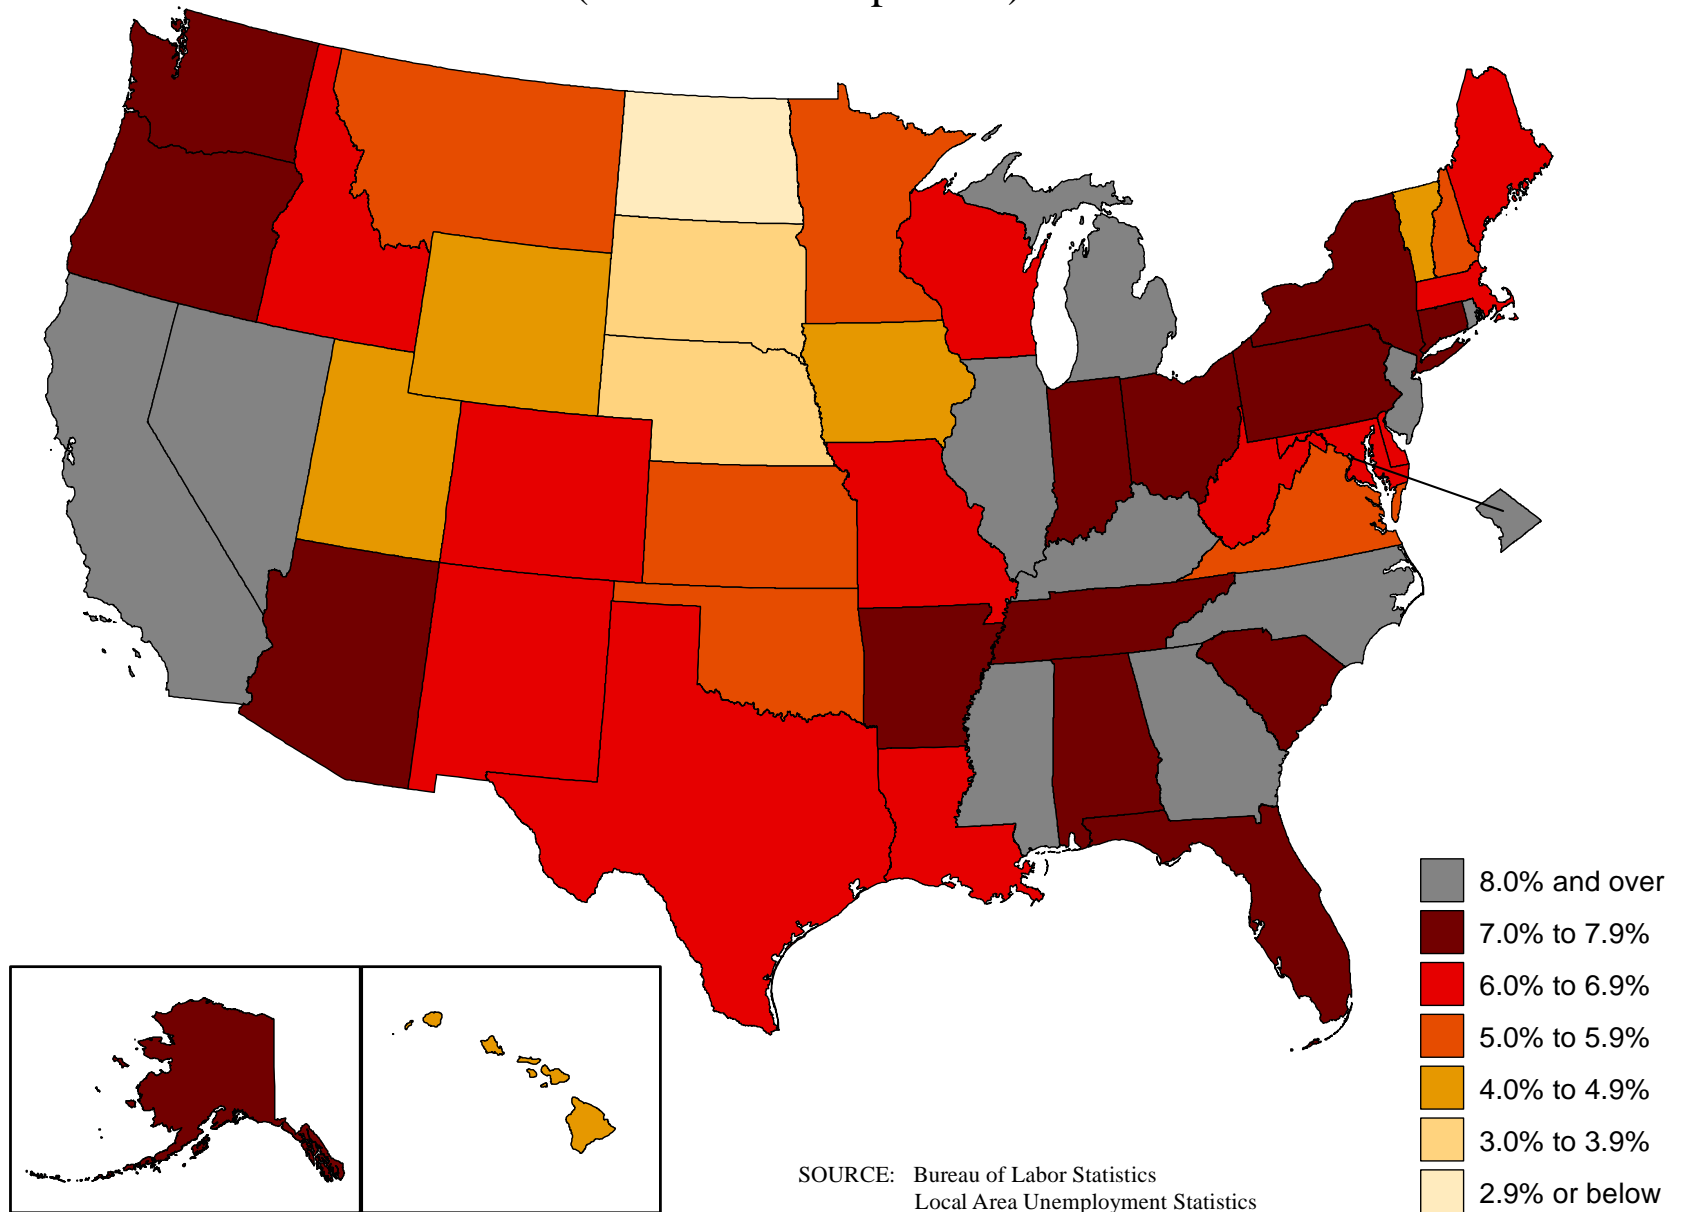 8.0% and over
7.0% to 7.9%
6.0% to 6.9%
5.0% to 5.9%
4.0% to 4.9%
3.0% to 3.9%
2.9% or below
SOURCE: Bureau of Labor Statistics
Local Area Unemployment Statistics